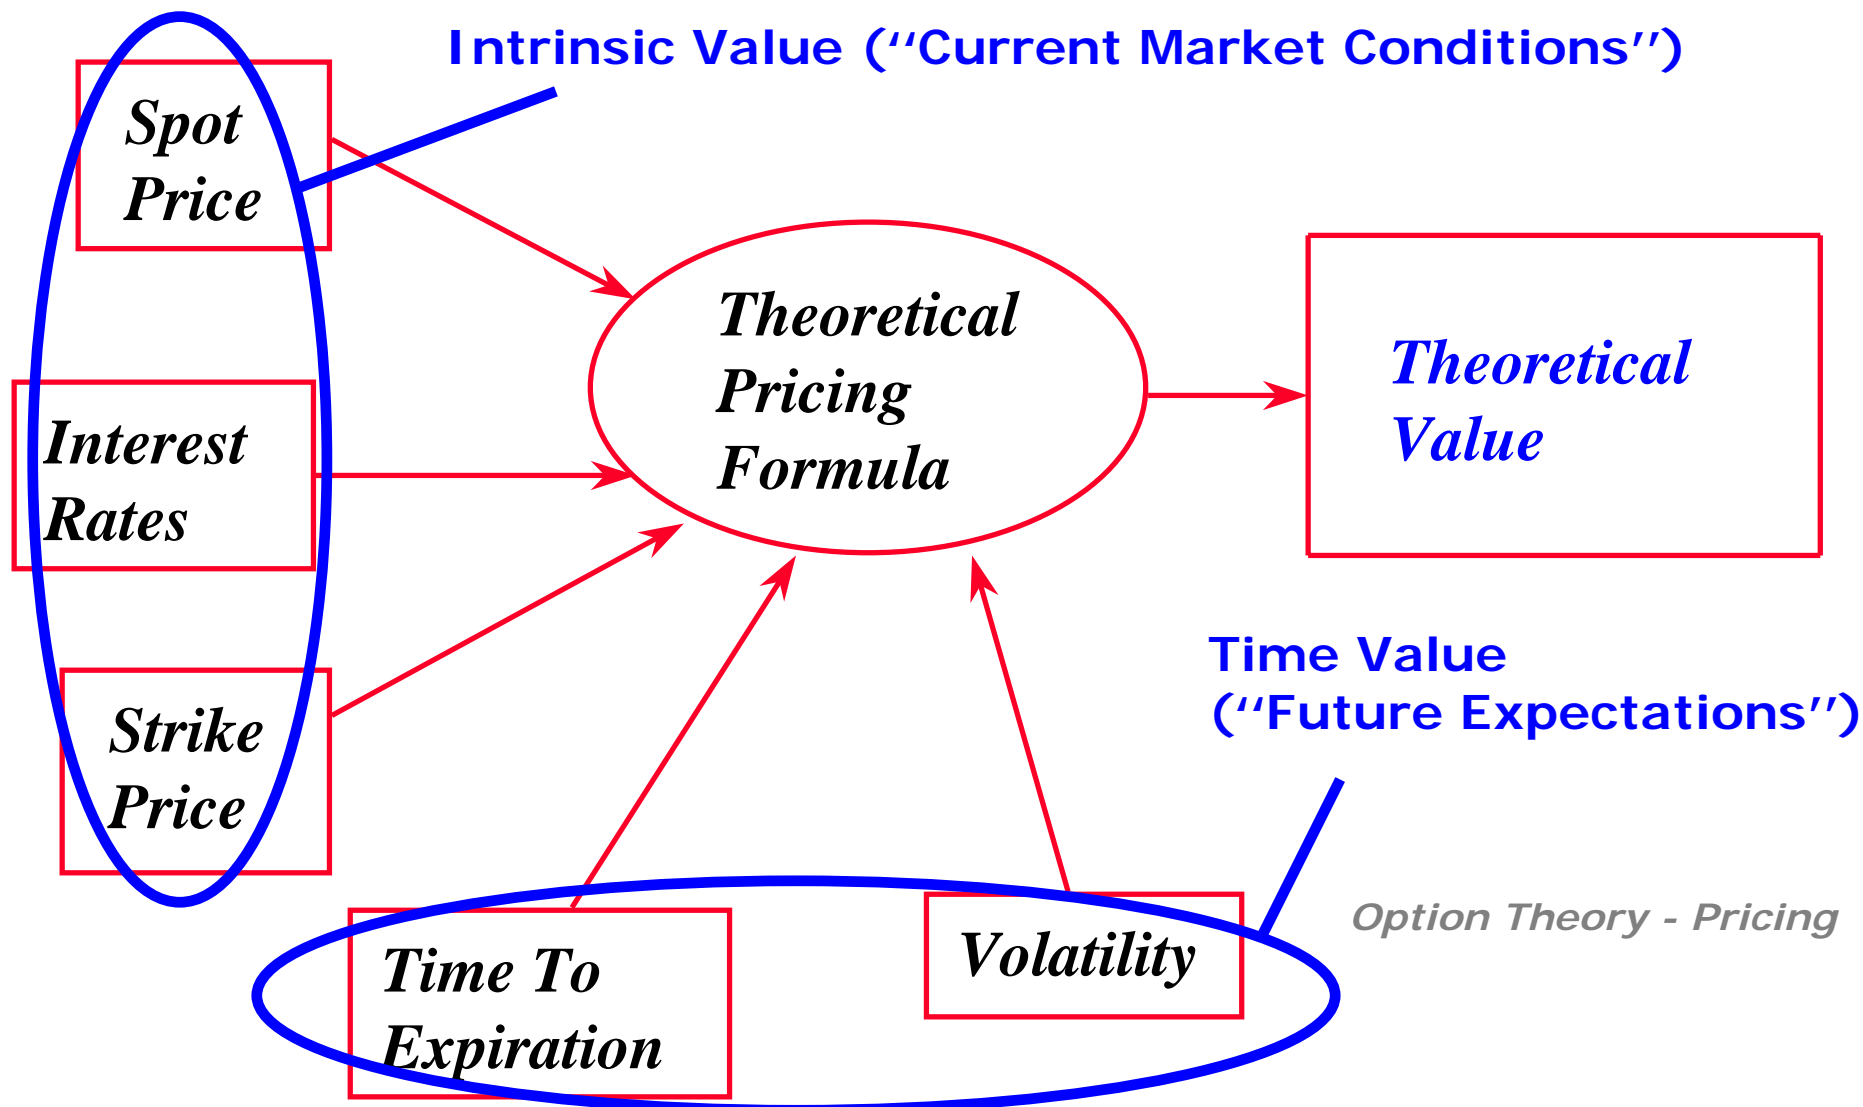 Intrinsic Value (“Current Market Conditions”)
Spot
Price
Theoretical
Pricing
Formula
Theoretical
Value
Interest
Rates
Strike
Price
Time Value
(“Future Expectations”)
Time To
Expiration
Volatility
Option Theory - Pricing